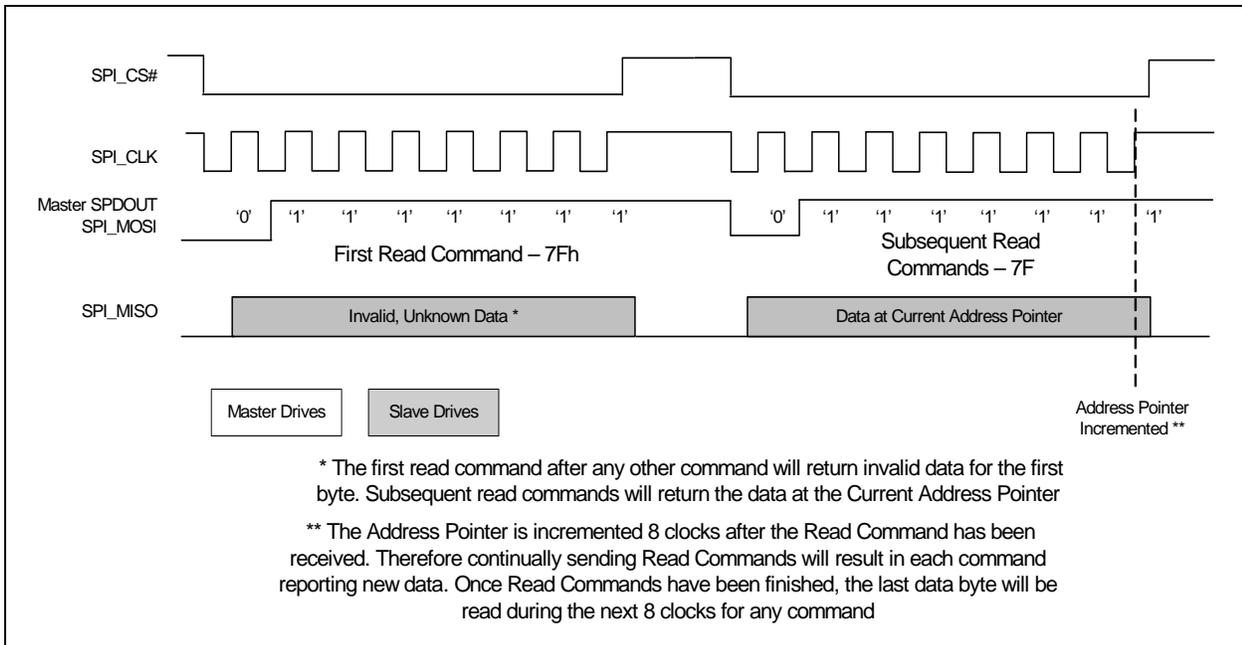 SPI_CS#
SPI_CLK
Master SPDOUT
SPI_MOSI
‘0’ ‘1’ ‘1’ ‘1’ ‘1’ ‘1’ ‘1’ ‘1’ ‘0’ ‘1’ ‘1’ ‘1’ ‘1’ ‘1’ ‘1’ ‘1’
First Read Command – 7Fh
Subsequent Read
Commands – 7F
SPI_MISO
Invalid, Unknown Data *
Data at Current Address Pointer
Master Drives
Slave Drives
Address Pointer
Incremented **
* The first read command after any other command will return invalid data for the first
byte. Subsequent read commands will return the data at the Current Address Pointer
** The Address Pointer is incremented 8 clocks after the Read Command has been
received. Therefore continually sending Read Commands will result in each command
reporting new data. Once Read Commands have been finished, the last data byte will be
read during the next 8 clocks for any command